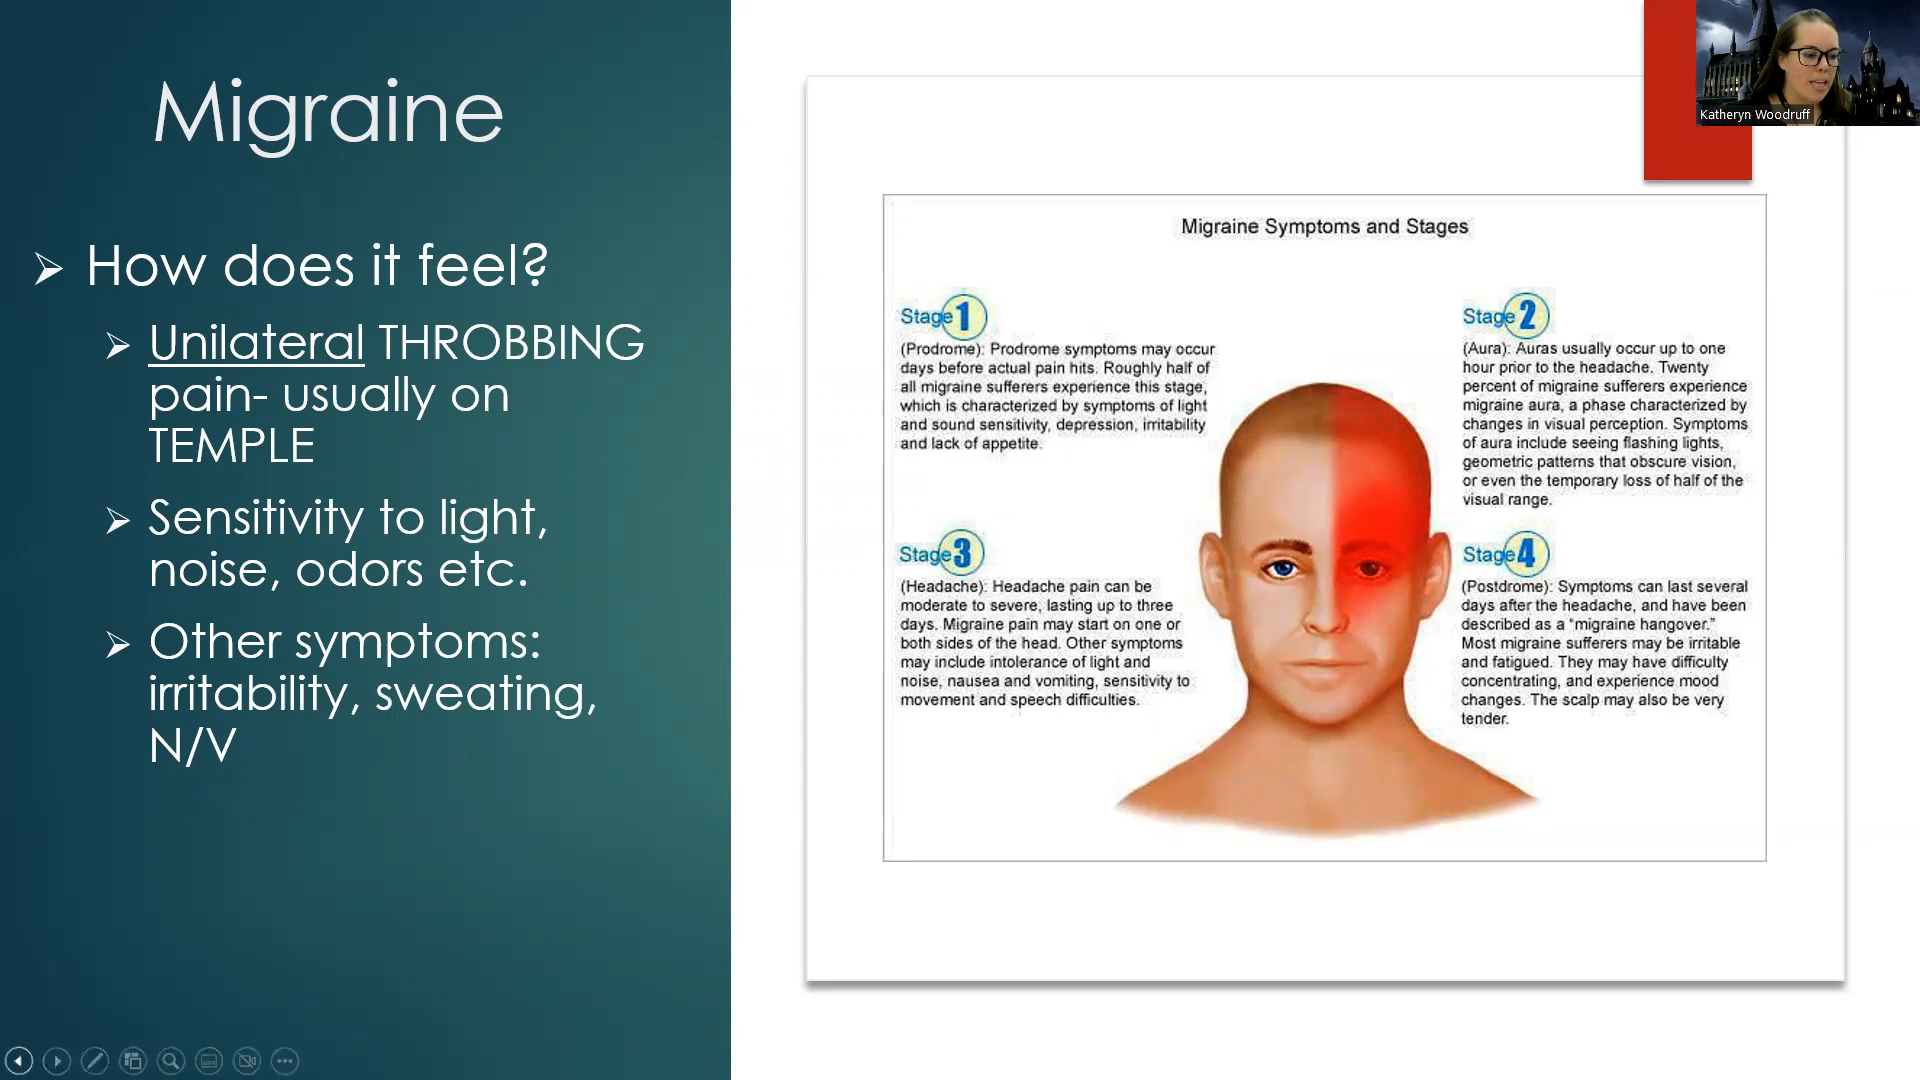 Migraine
How does it feel?
Unilateral THROBBING
pain- usually on
TEMPLE
Sensitivity to light,
noise, odors etc.
Other symptoms:
irritability, sweating,
N/V
Katheryn Woodruff
Migraine Symptoms and Stages
Stage 1
(Prodrome): Prodrome symptoms may occur
days before actual pain hits. Roughly half of
all migraine sufferers experience this stage,
which is characterized by symptoms of light
and sound sensitivity, depression, irritability
and lack of appetite.
Stage 2
(Aura): Auras usually occur up to one
hour prior to the headache. Twenty
percent of migraine sufferers experience
migraine aura, a phase characterized by
changes in visual perception. Symptoms
of aura include seeing flashing lights,
geometric patterns that obscure vision,
or even the temporary loss of half of the
visual range.
Stage 3
(Headache): Headache pain can be
moderate to severe, lasting up to three
days. Migraine pain may start on one or
both sides of the head. Other symptoms
may include intolerance of light and
noise, nausea and vomiting, sensitivity to
movement and speech difficulties.
Stage 4
(Postdrome): Symptoms can last several
days after the headache, and have been
described as a “migraine hangover.”
Most migraine sufferers may be irritable
and fatigued. They may have difficulty
concentrating, and experience mood
changes. The scalp may also be very
tender.